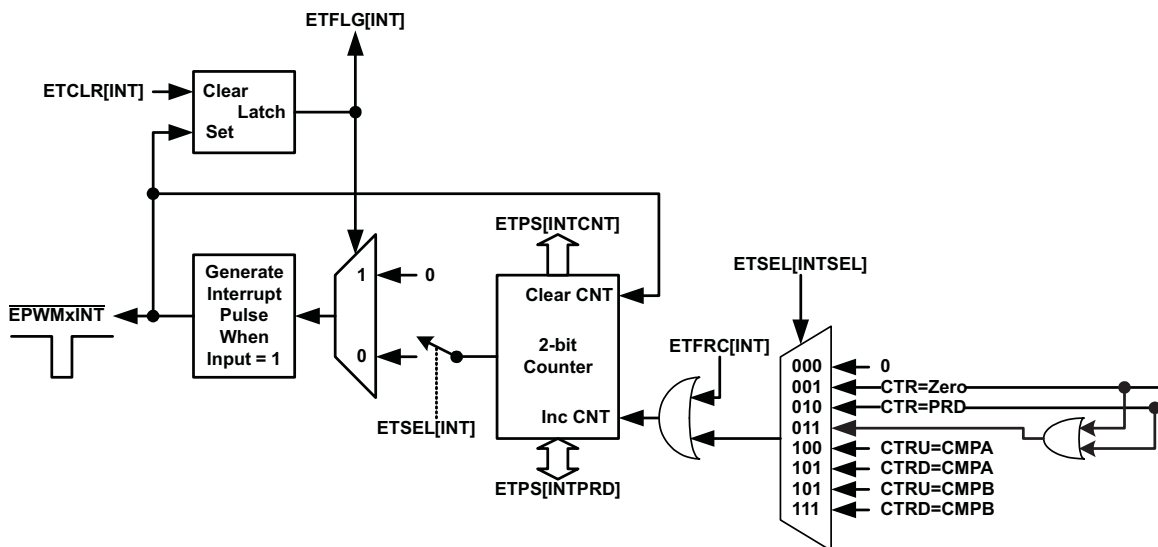 ETFLG[INT]
ETCLR[INT]
Clear
Latch
Set
ETPS[INTCNT]
ETSEL[INTSEL]
Generate
Interrupt
Pulse
When
Input = 1
EPWMxINT
1
0
0
Clear CNT
2-bit
Counter
Inc CNT
ETSEL[INT]
ETPS[INTPRD]
ETFRC[INT]
000 0
001 CTR=Zero
010 CTR=PRD
011
100 CTRU=CMPA
101 CTRD=CMPA
101 CTRU=CMPB
111 CTRD=CMPB